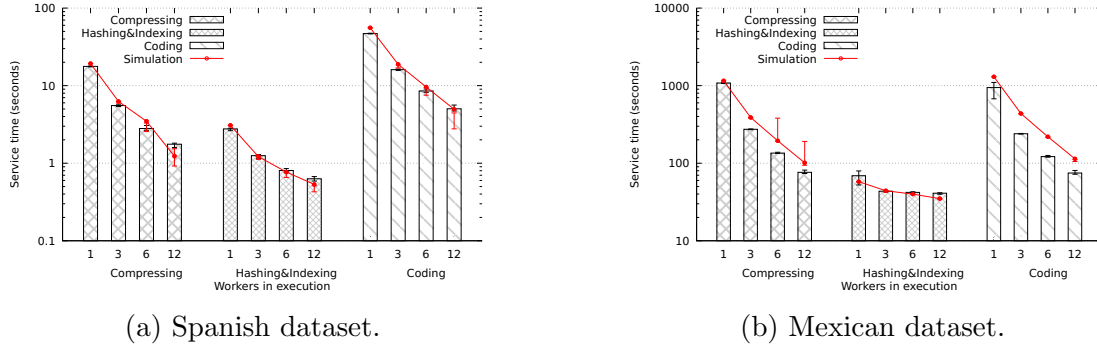 Service time (seconds)
100
10
1
0.1
Compressing
Hashing&Indexing
Coding
Simulation
1 3 6 12 1 3 6 12 1 3 6 12
Compressing Hashing&Indexing Coding
Workers in execution
(a) Spanish dataset.
Service time (seconds)
10000
1000
100
10
Compressing
Hashing&Indexing
Coding
Simulation
1 3 6 12 1 3 6 12 1 3 6 12
Compressing Hashing&Indexing Coding
Workers in execution
(b) Mexican dataset.